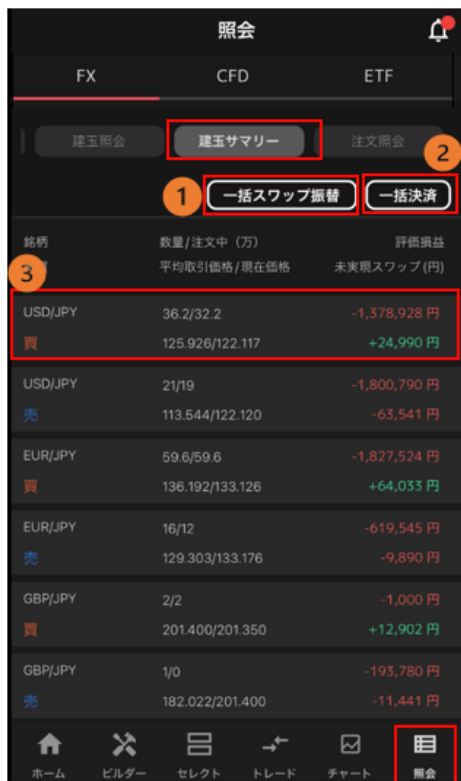 照会
FX CFD ETF
建玉照会 建玉サマリー 注文照会
2
1 一括スワップ振替 一括決済
銘柄 数量/注文中（万） 評価損益
3 平均取引価格/現在価格 未実現スワップ(円)
USD/JPY 36.2/32.2 -1,378,928 円
買 125.926/122.117 +24,990 円
USD/JPY 21/19 -1,800,790 円
売 113.544/122.120 -63,541 円
EUR/JPY 59.6/59.6 -1,827,524 円
買 136.192/133.126 +64,033 円
EUR/JPY 16/12 -619,545 円
売 129.303/133.176 -9,890 円
GBP/JPY 2/2 -1,000 円
買 201.400/201.350 +12,902 円
GBP/JPY 1/0 -193,780 円
売 182.022/201.400 -11,441 円
ホーム ビルダー セレクト トレード チャート 照会